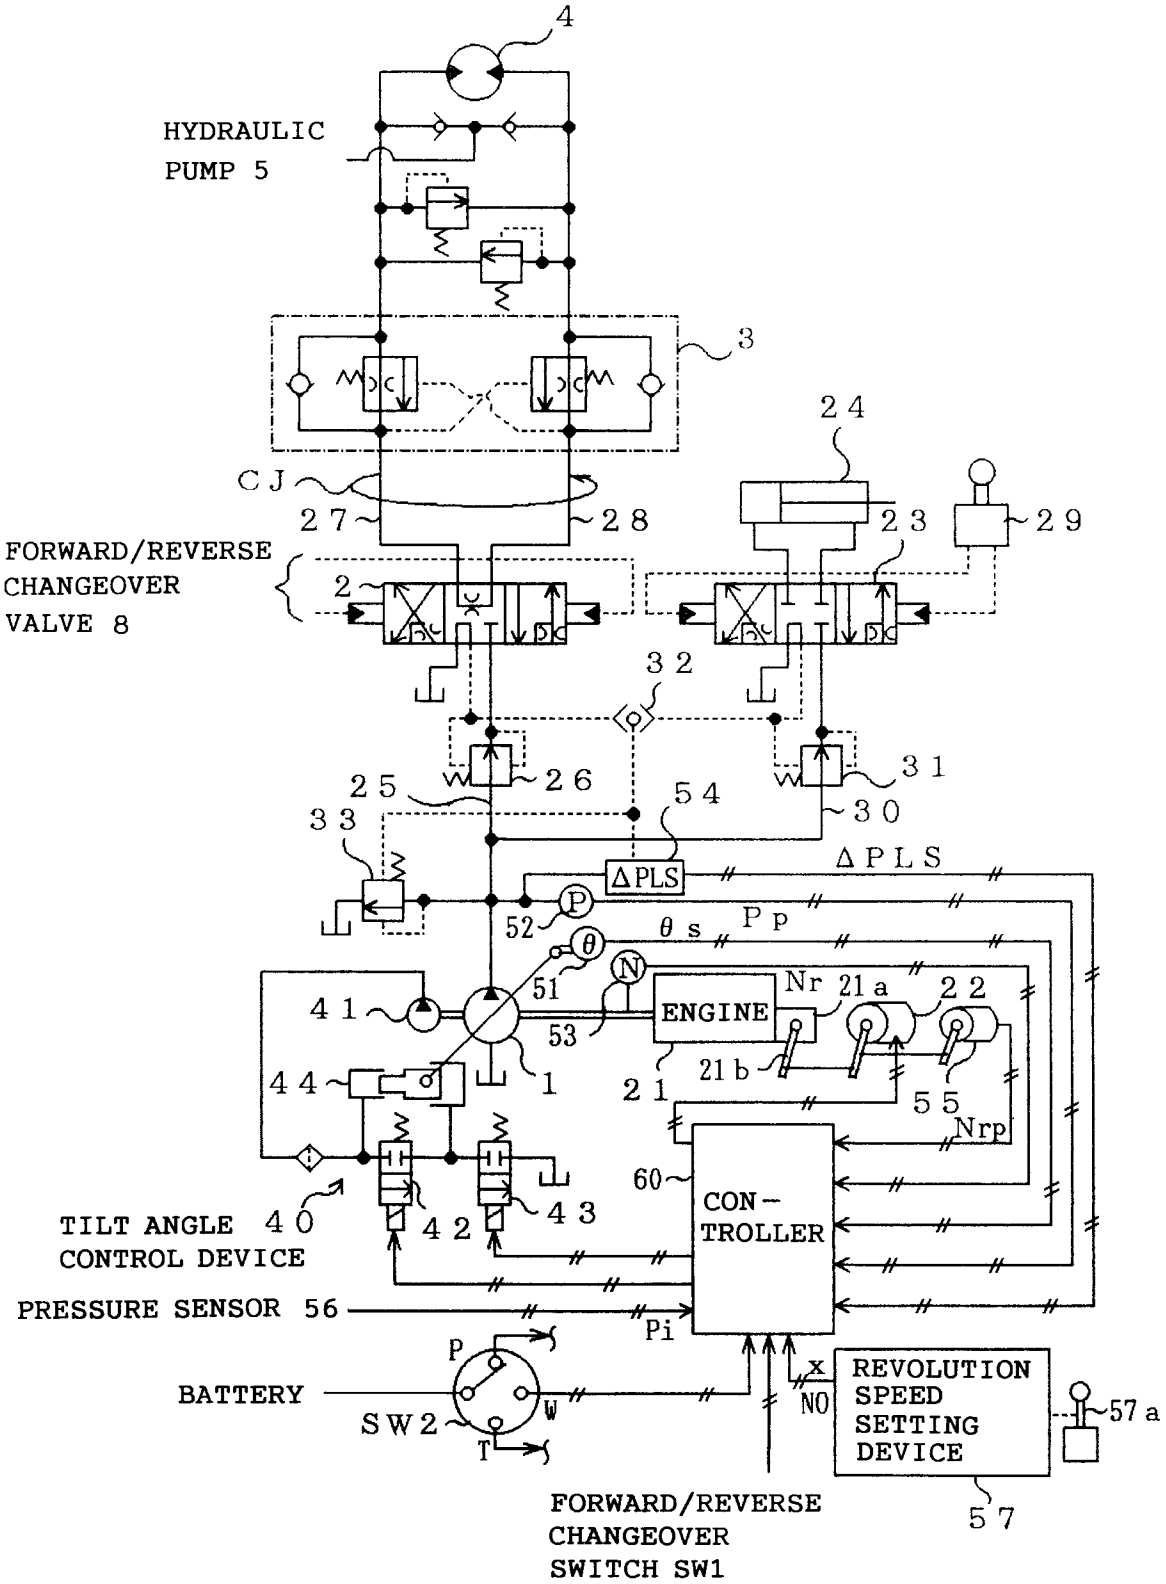 4
HYDRAULIC
PUMP 5
3
24
CJ
27
28
23
29
FORWARD/REVERSE
CHANGEOVER
VALVE 8
2
32
26
31
25
54
30
33
ΔPLS
ΔPLS
P
52
Pp
θ
θs
51
N
Nr
21a
22
41
53
ENGINE
44
1
21
21b
55
Nrp
60
CON-
TROLLER
40
42
43
TILT ANGLE
CONTROL DEVICE
PRESSURE SENSOR 56
Pi
P
x
REVOLUTION
SPEED
SETTING
DEVICE
BATTERY
W
NO
57a
SW2
T
57
FORWARD/REVERSE
CHANGEOVER
SWITCH SW1